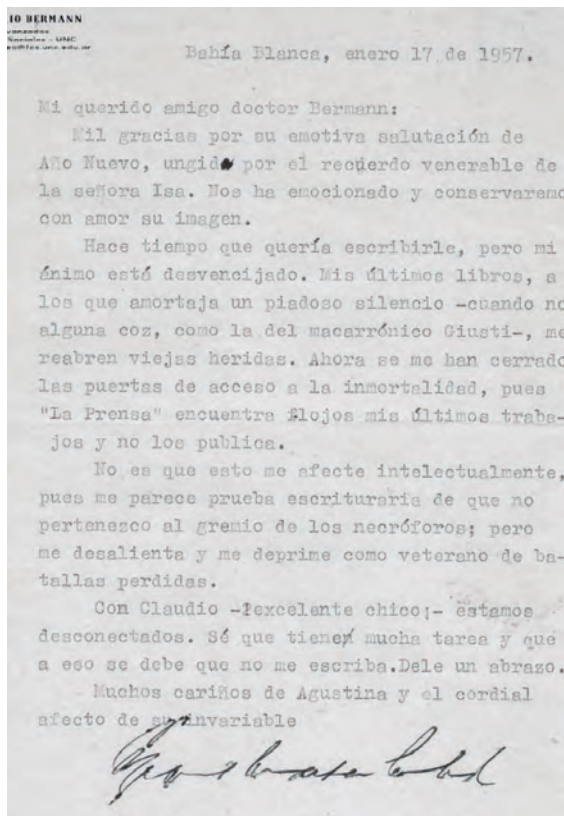 IO BERMANN
Bahía Blanca, enero 17 de 1957.
Mi querido amigo doctor Bermann:
Mil gracias por su emotiva salutación de
Año Nuevo, ungido por el recuerdo venerable de
la señora Isa. Nos ha emocionado y conservaremo
con amor su imagen.
Hace tiempo que quería escribirle, pero mi
ánimo está desvencijado. Mis últimos libros, a
los que amortaja un piadoso silencio -cuando no
alguna coz, como la del macarrónico Giusti-, me
reabren viejas heridas. Ahora se me han cerrado
las puertas de acceso a la inmortalidad, pues
"La Prensa" encuentra flojos mis últimos traba-
jos y no los publica.
No es que esto me afecte intelectualmente,
pues me parece prueba escrituraria de que no
pertenezco al gremio de los necróforos; pero
me desalienta y me deprime como veterano de ba-
tallas perdidas.
Con Claudio -¡excelente chico¡- estamos
desconectados. Sé que tiene mucha tarea y que
a eso se debe que no me escriba.Dele un abrazo.
Muchos cariños de Agustina y el cordial
afecto de su invariable